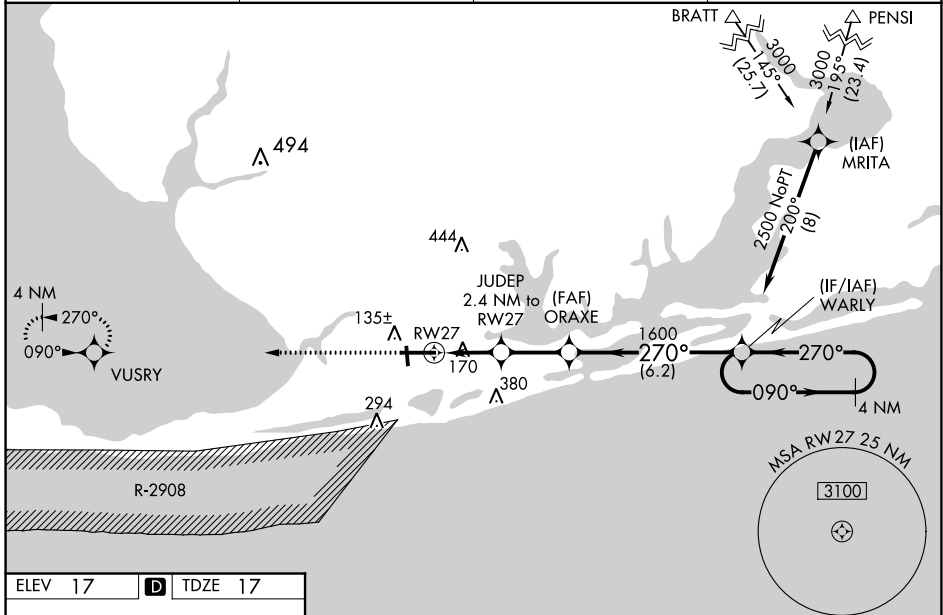 BRATT
PENSI
3000
145°
(25.7)
3000
195°
(23.4)
(IAF)
MRITA
2500 NoPT
200°
(8)
494
444
JUDEP
2.4 NM to
RW27
(FAF)
ORAXE
(IF/IAF)
WARLY
4 NM
270°
090°
VUSRY
135±
RW27
170
1600
270°
(6.2)
270°
090°
4 NM
380
294
R-2908
MSA RW 27 25 NM
3100
ELEV 17 D TDZE 17